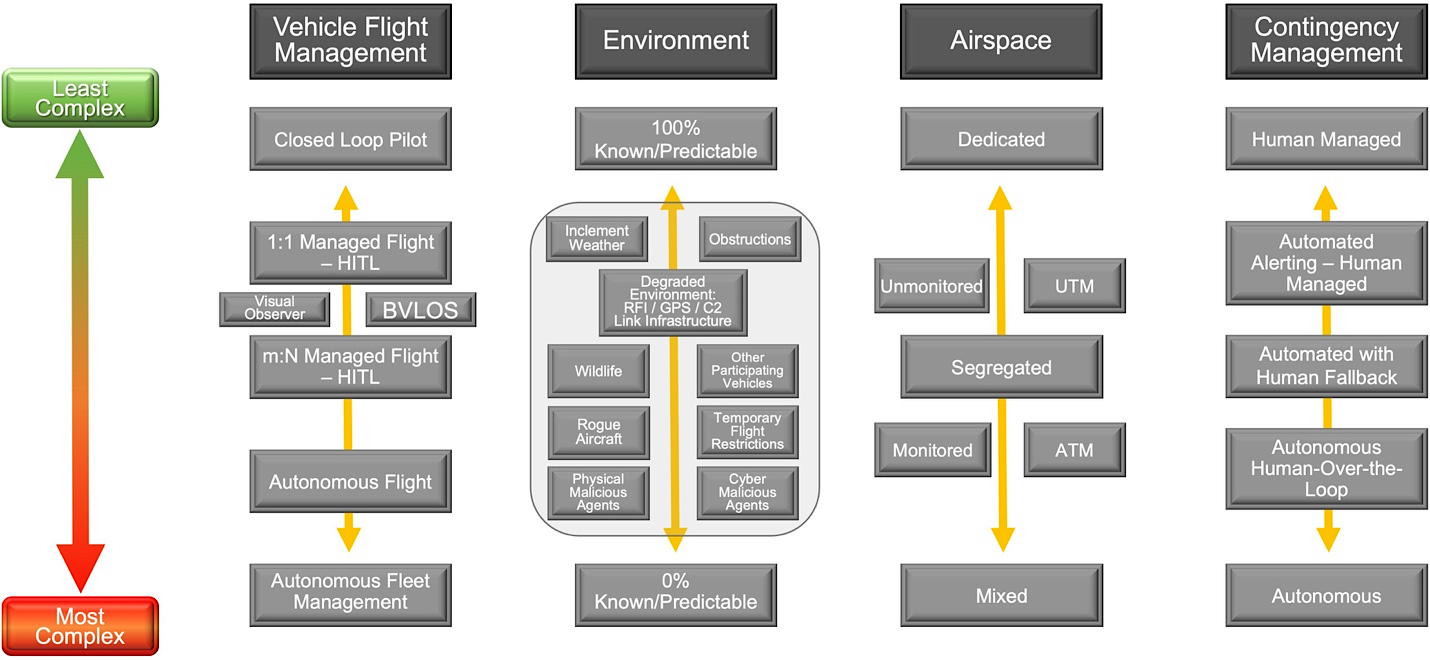 Vehicle Flight
Management
Environment
Airspace
Contingency
Management
Least
Complex
Closed Loop Pilot
100%
Known/Predictable
Dedicated
Human Managed
1:1 Managed Flight
– HITL
Visual
Observer
BVLOS
m:N Managed Flight
– HITL
Autonomous Flight
Inclement
Weather
Obstructions
Degraded
Environment:
RFI / GPS / C2
Link Infrastructure
Wildlife
Other
Participating
Vehicles
Rogue
Aircraft
Temporary
Flight
Restrictions
Physical
Malicious
Agents
Cyber
Malicious
Agents
Unmonitored
UTM
Segregated
Monitored
ATM
Automated
Alerting – Human
Managed
Automated with
Human Fallback
Autonomous
Human-Over-the-
Loop
Most
Complex
Autonomous Fleet
Management
0%
Known/Predictable
Mixed
Autonomous